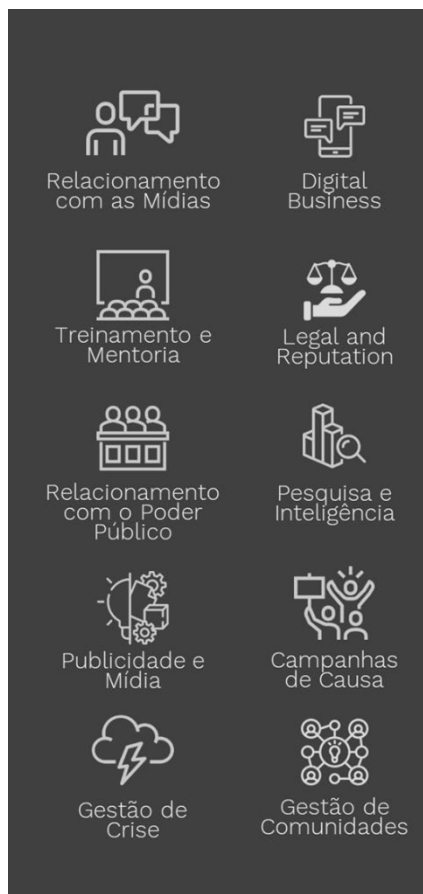 Relacionamento
com as Mídias
Digital
Business
Treinamento e
Mentoria
Legal and
Reputation
Relacionamento
com o Poder
Público
Pesquisa e
Inteligência
Publicidade e
Mídia
Campanhas
de Causa
Gestão de
Crise
Gestão de
Comunidades